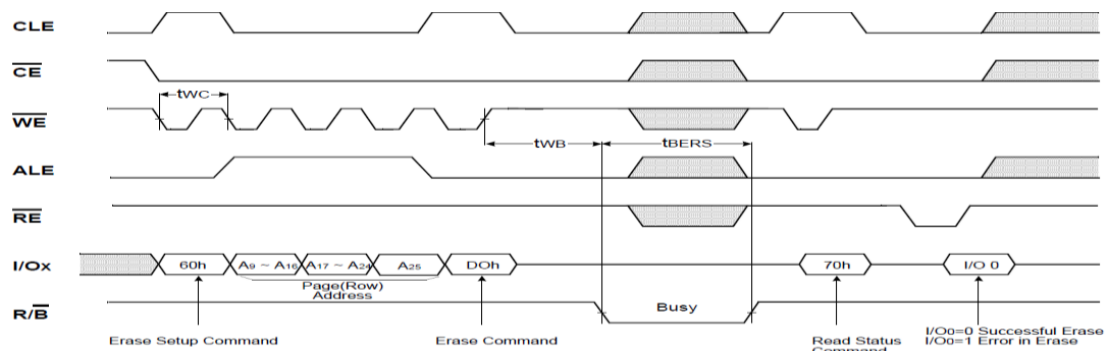 CLE
CE
tWC
WE
tWB
tBERS
ALE
RE
I/Ox
60h
A9 ~ A16
A17 ~ A24
A25
DOh
70h
I/O 0
Page(Row)
Address
R/B
Busy
Erase Setup Command
Erase Command
Read Status
Command
I/O0=0 Successful Erase
I/O0=1 Error in Erase